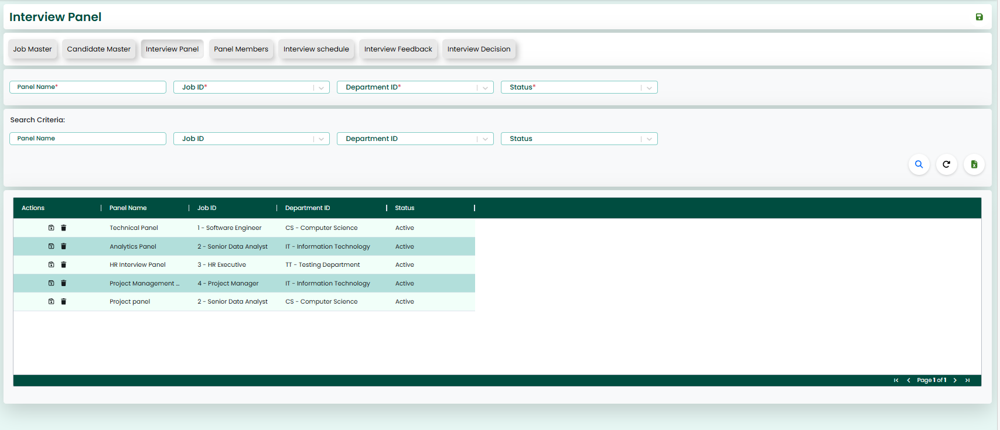 Interview Panel
Job Master Candidate Master Interview Panel Panel Members Interview schedule Interview Feedback Interview Decision
Panel Name* Job ID* Department ID* Status*
Search Criteria:
Panel Name Job ID Department ID Status
Actions Panel Name Job ID Department ID Status
Technical Panel 1 - Software Engineer CS - Computer Science Active
Analytics Panel 2 - Senior Data Analyst IT - Information Technology Active
HR Interview Panel 3 - HR Executive TT - Testing Department Active
Project Management ... 4 - Project Manager IT - Information Technology Active
Project panel 2 - Senior Data Analyst CS - Computer Science Active
Page 1 of 1